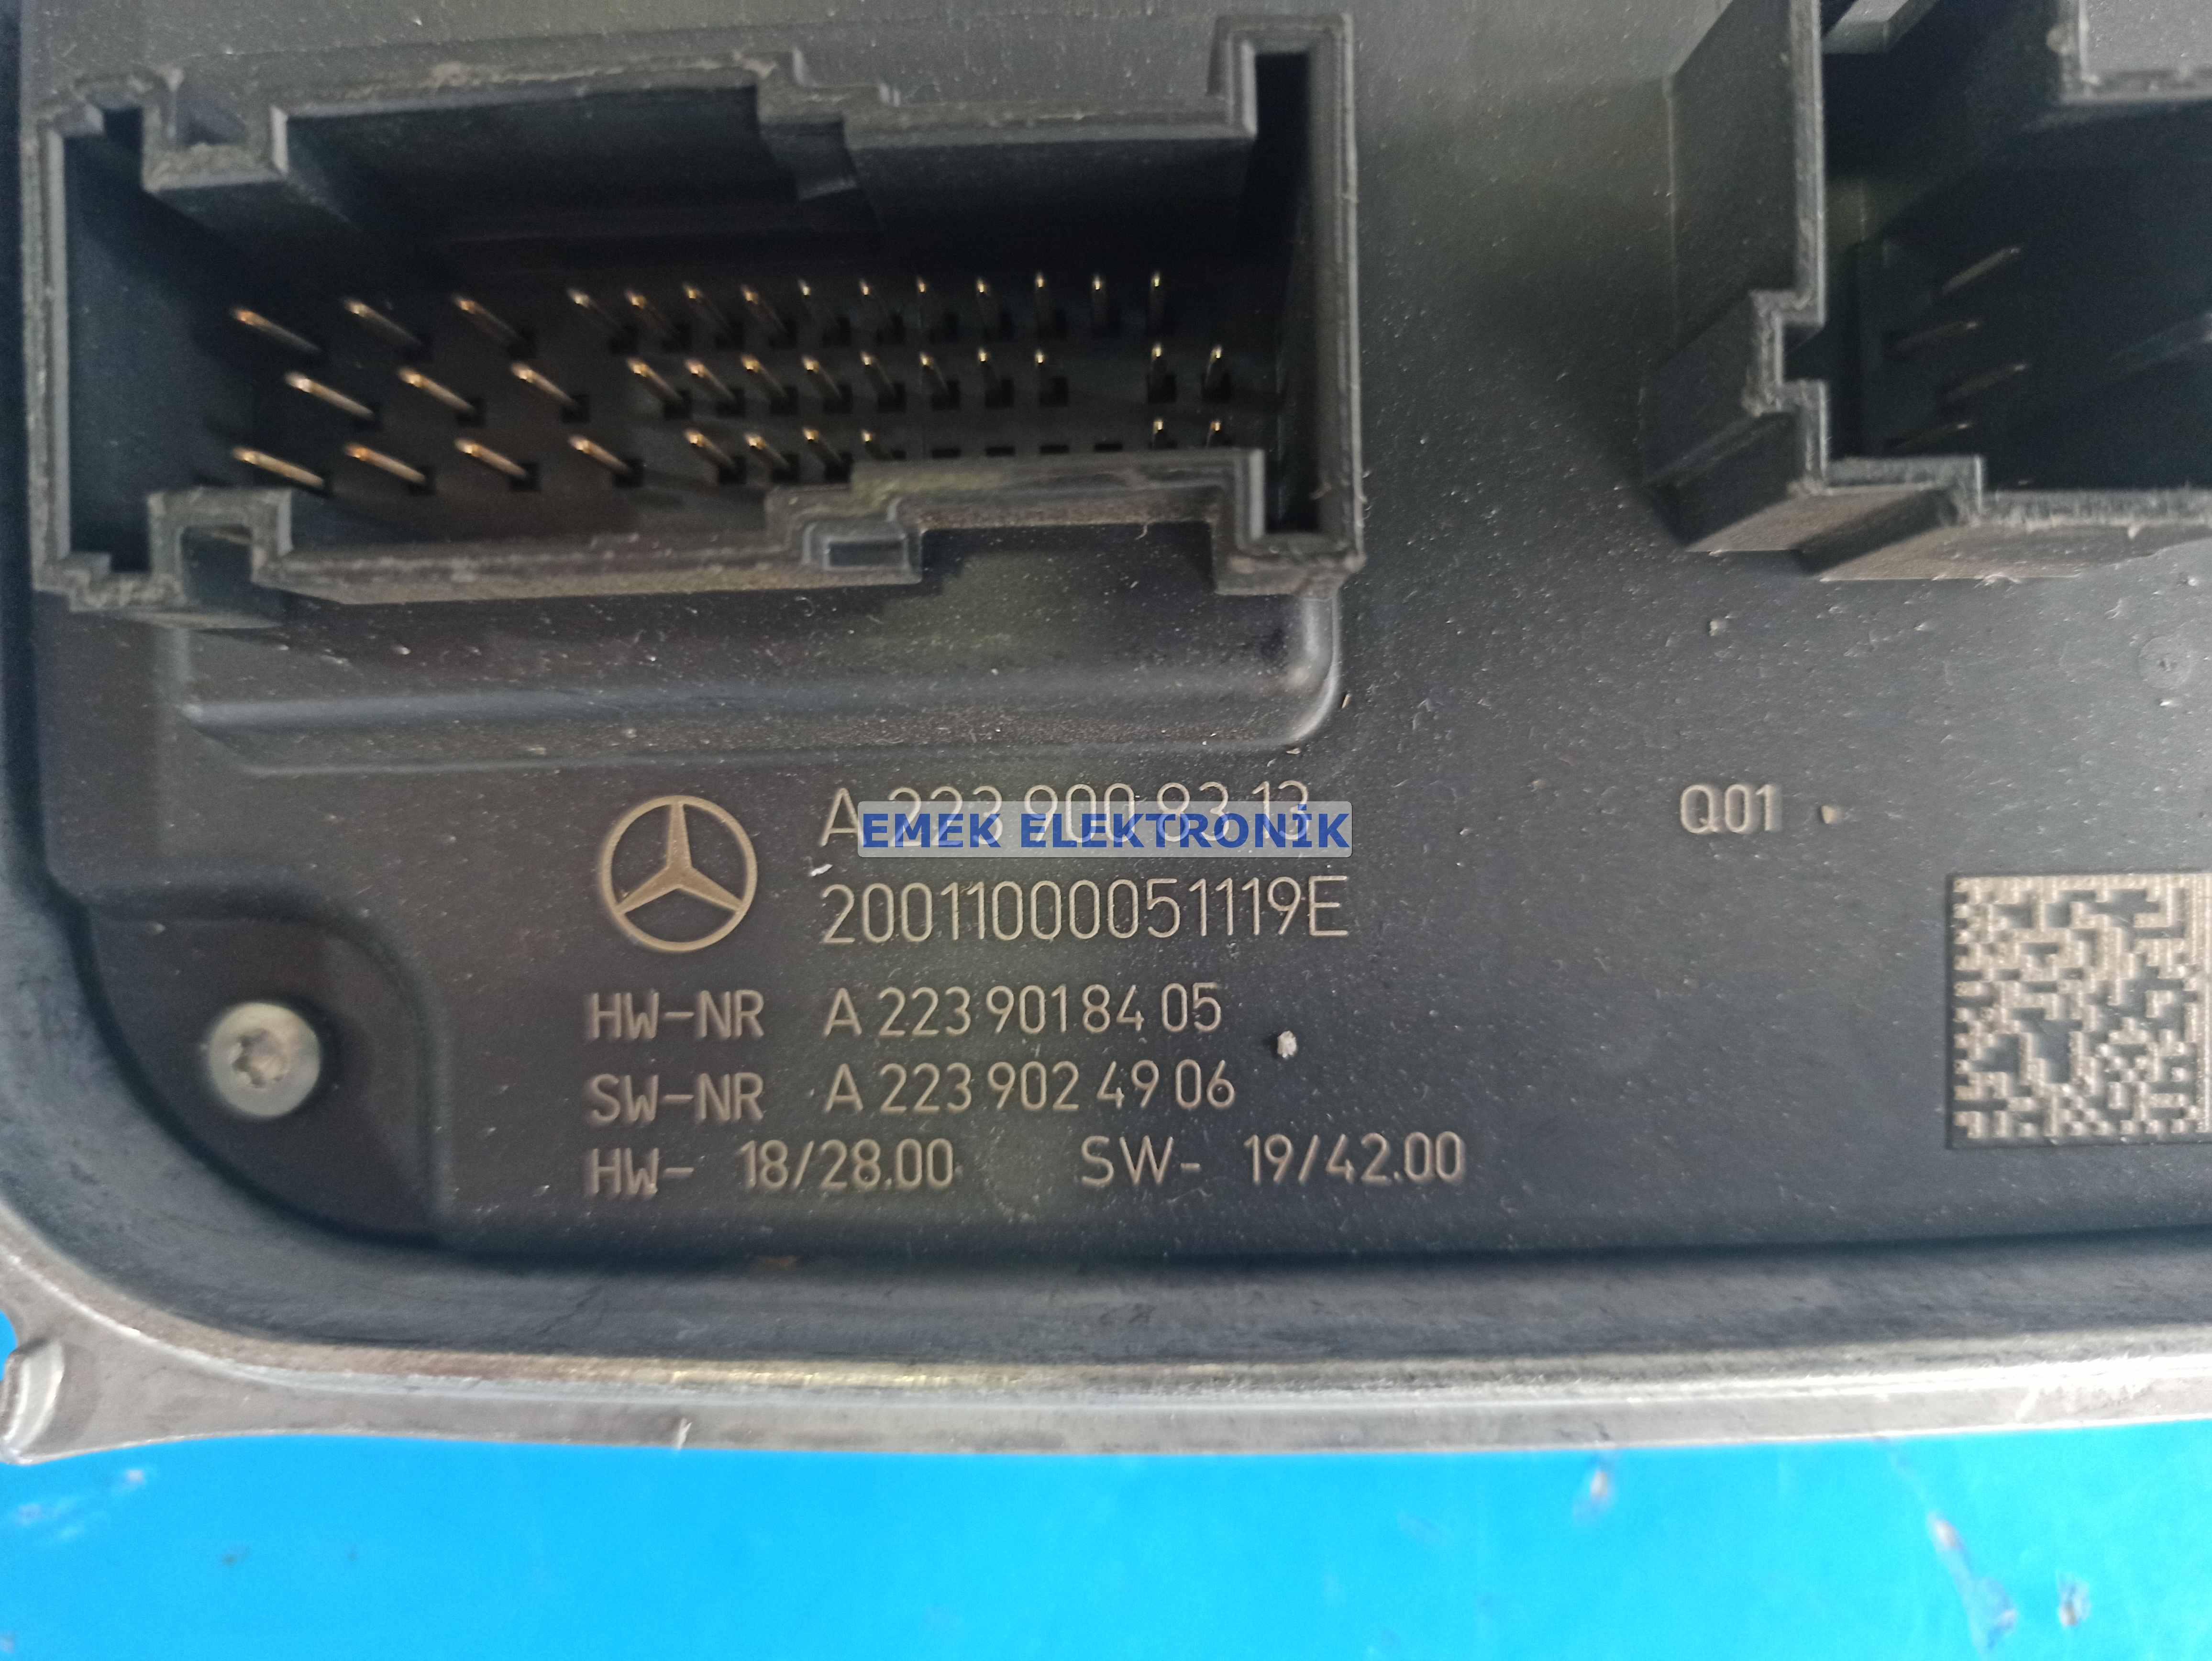 A 223 900 83 13
EMEK ELEKTRONİK
Q01
20011000051119E
HW-NR A 223 901 84 05
SW-NR A 223 902 49 06
HW- 18/28.00 SW- 19/42.00